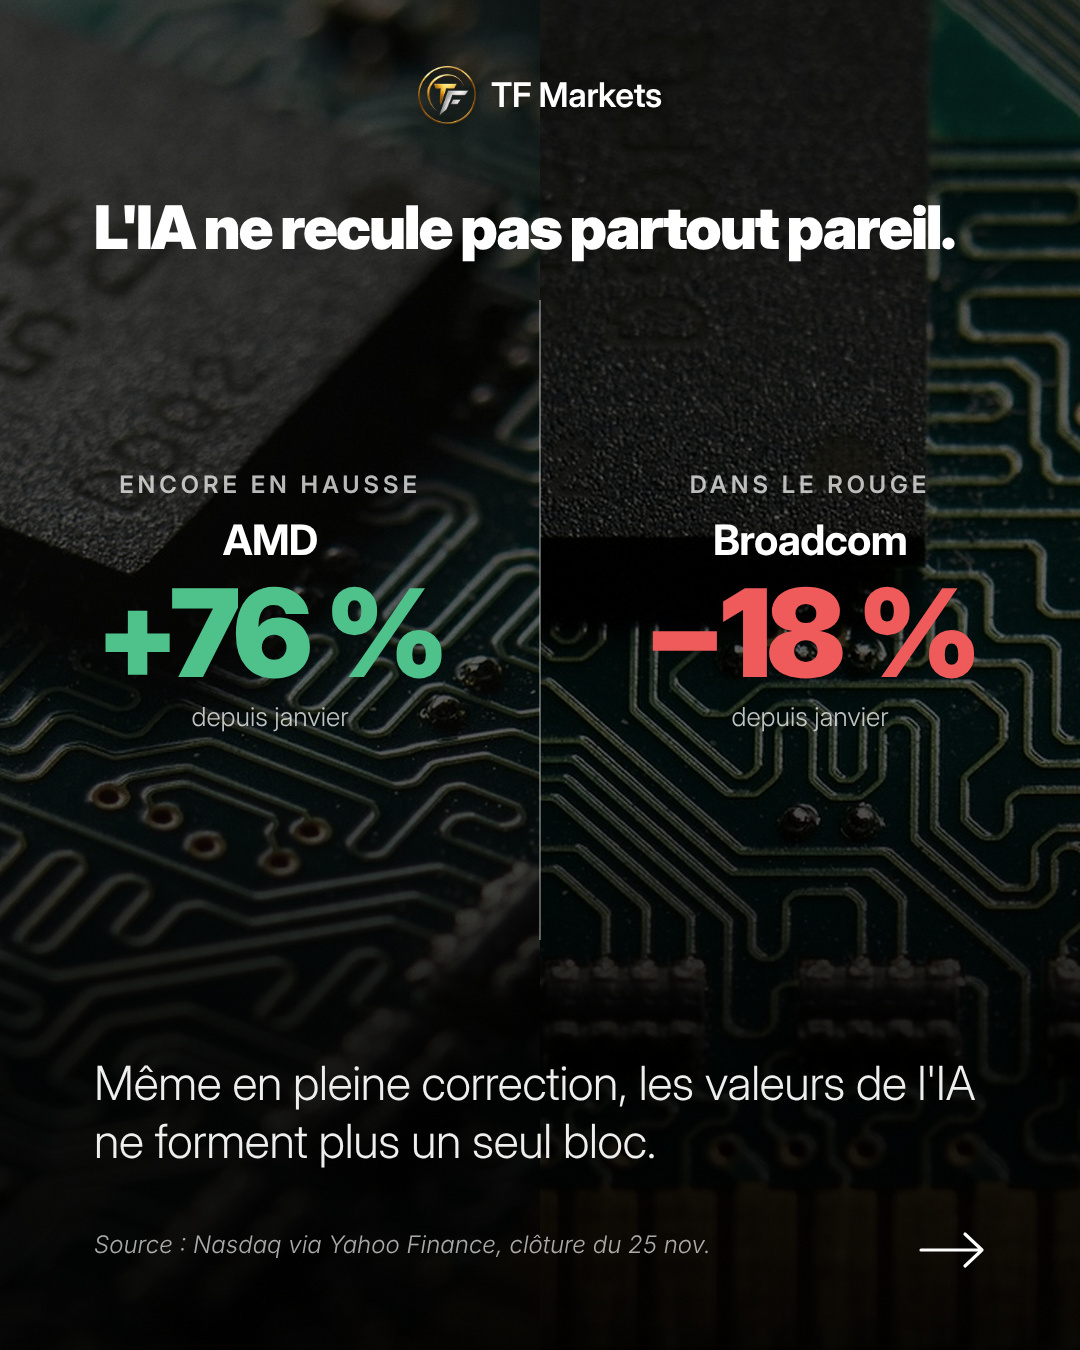 TF Markets
L'IA ne recule pas partout pareil.
ENCORE EN HAUSSE
AMD
+76 %
depuis janvier
DANS LE ROUGE
Broadcom
−18 %
depuis janvier
Même en pleine correction, les valeurs de l'IA
ne forment plus un seul bloc.
Source : Nasdaq via Yahoo Finance, clôture du 25 nov.